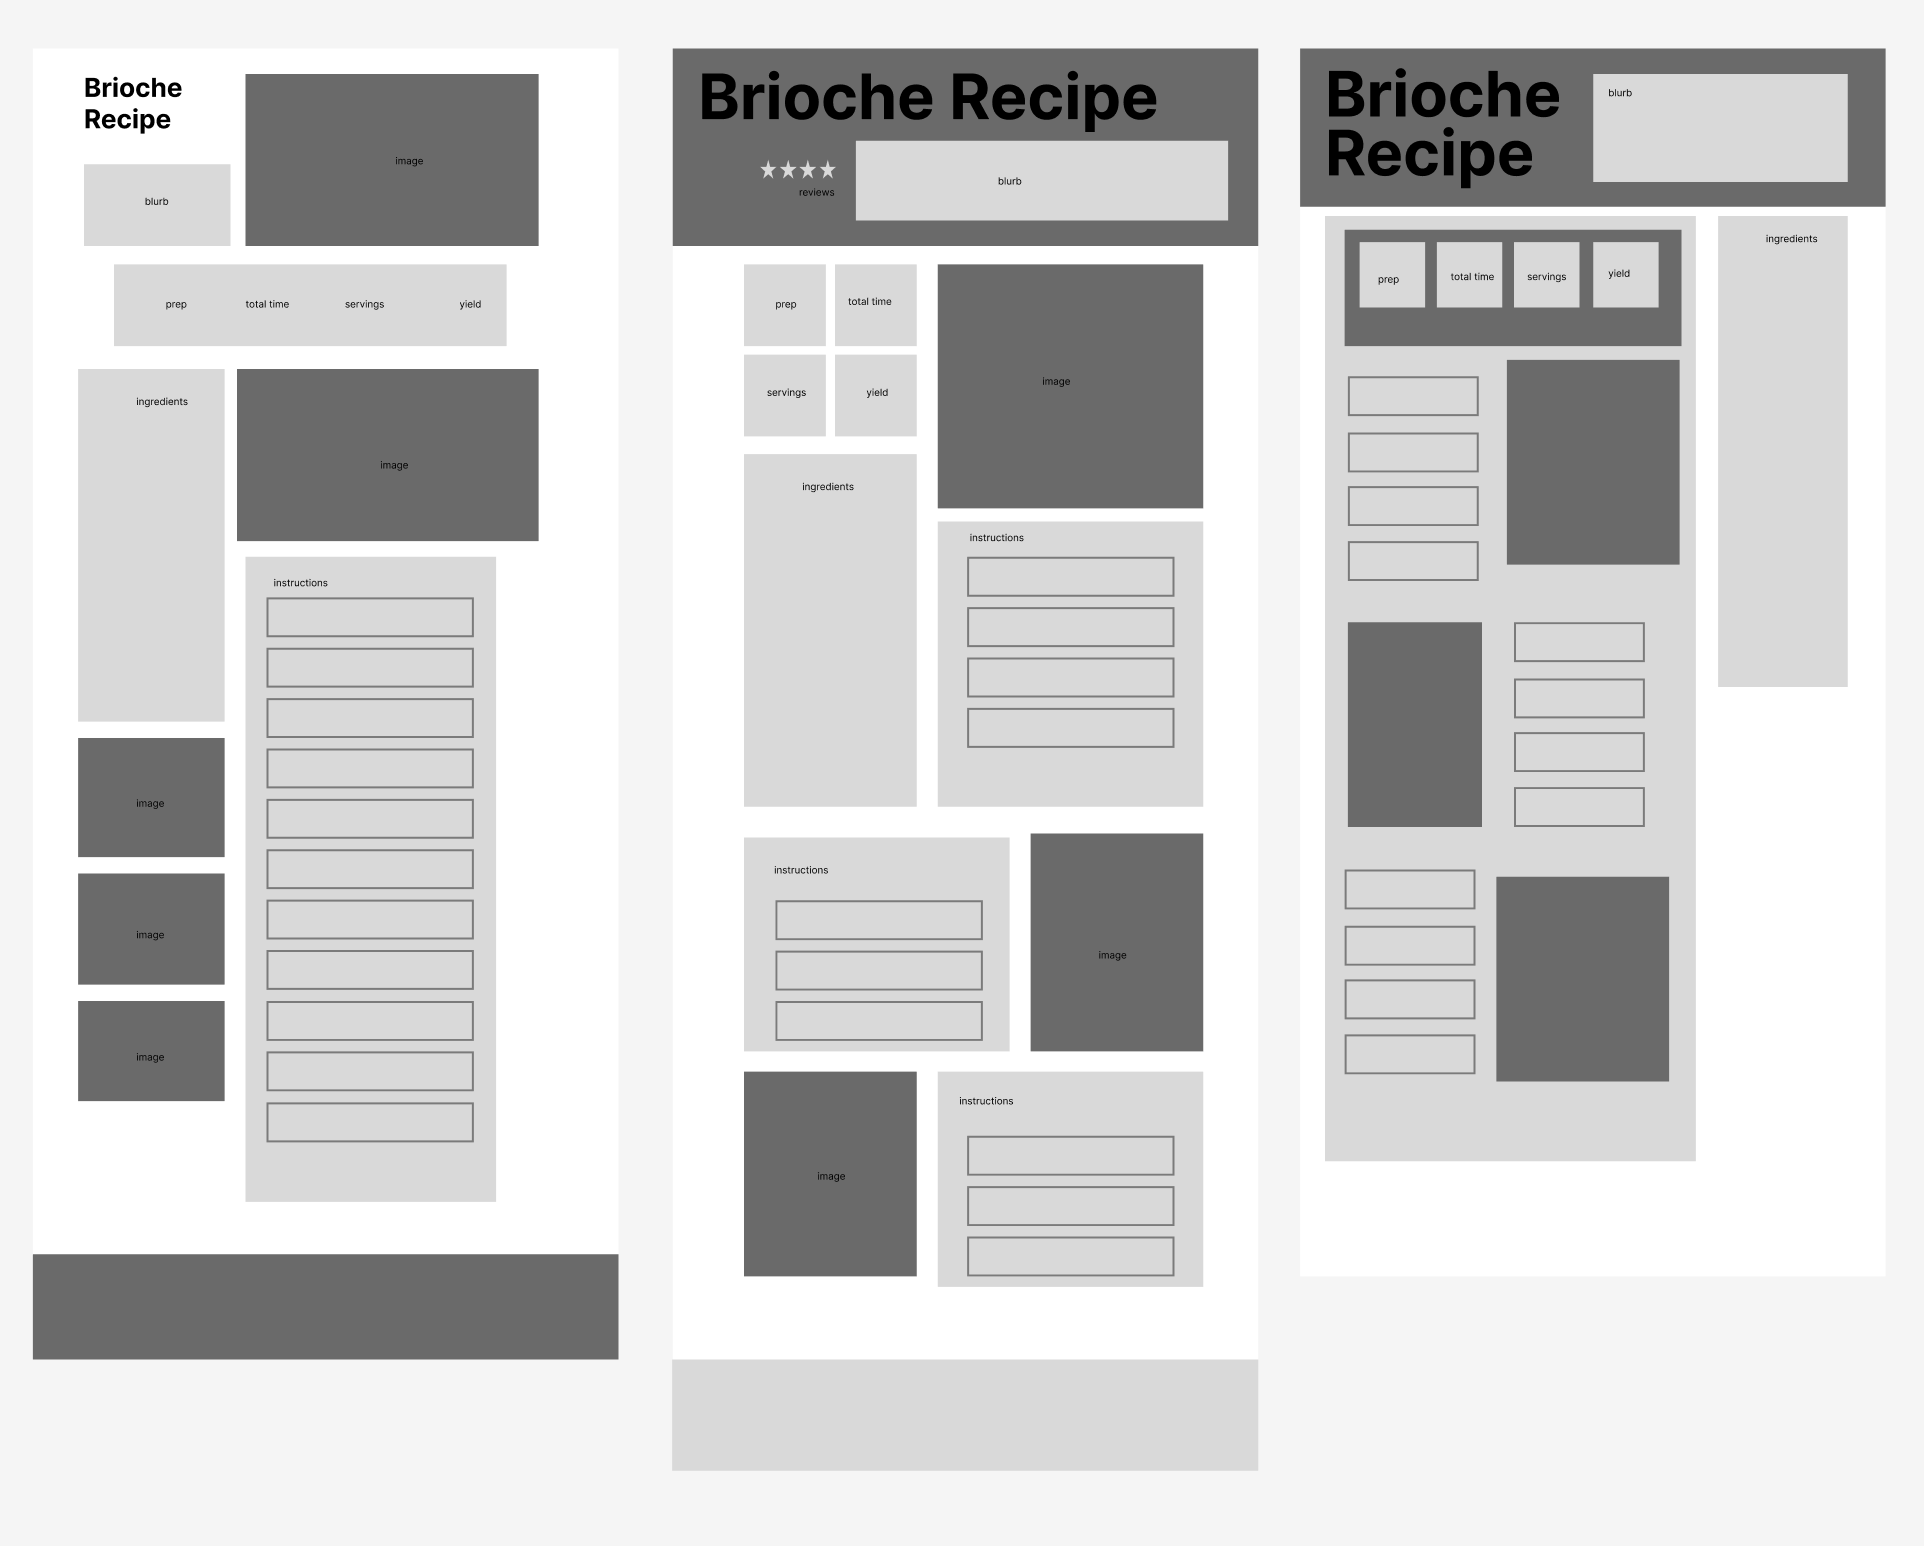 Brioche
Recipe
image
blurb
prep
total time
servings
yield
ingredients
image
instructions
image
image
image
Brioche Recipe
reviews
blurb
prep
total time
image
servings
yield
ingredients
instructions
instructions
image
image
instructions
Brioche
Recipe
blurb
ingredients
prep
total time
servings
yield